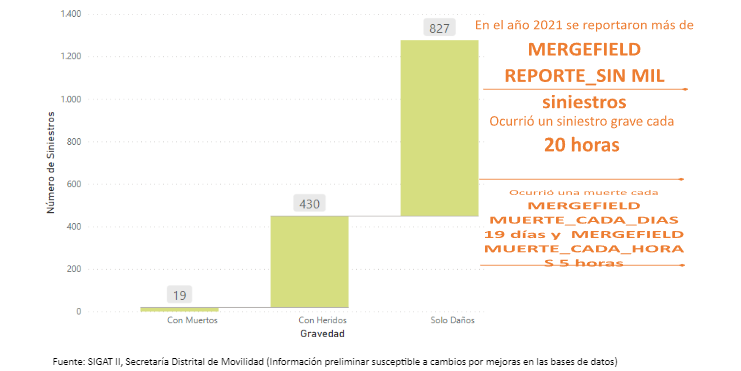 1.400
1.200
1.000
800
600
400
200
0
Número de Siniestros
827
430
19
Con Muertos
Con Heridos
Solo Daños
Gravedad
En el año 2021 se reportaron más de
MERGEFIELD
REPORTE_SIN MIL
siniestros
Ocurrió un siniestro grave cada
20 horas
Ocurrió una muerte cada
MERGEFIELD
MUERTE_CADA_DIAS
19 días y MERGEFIELD
MUERTE_CADA_HORA
S 5 horas
Fuente: SIGAT II, Secretaría Distrital de Movilidad (Información preliminar susceptible a cambios por mejoras en las bases de datos)